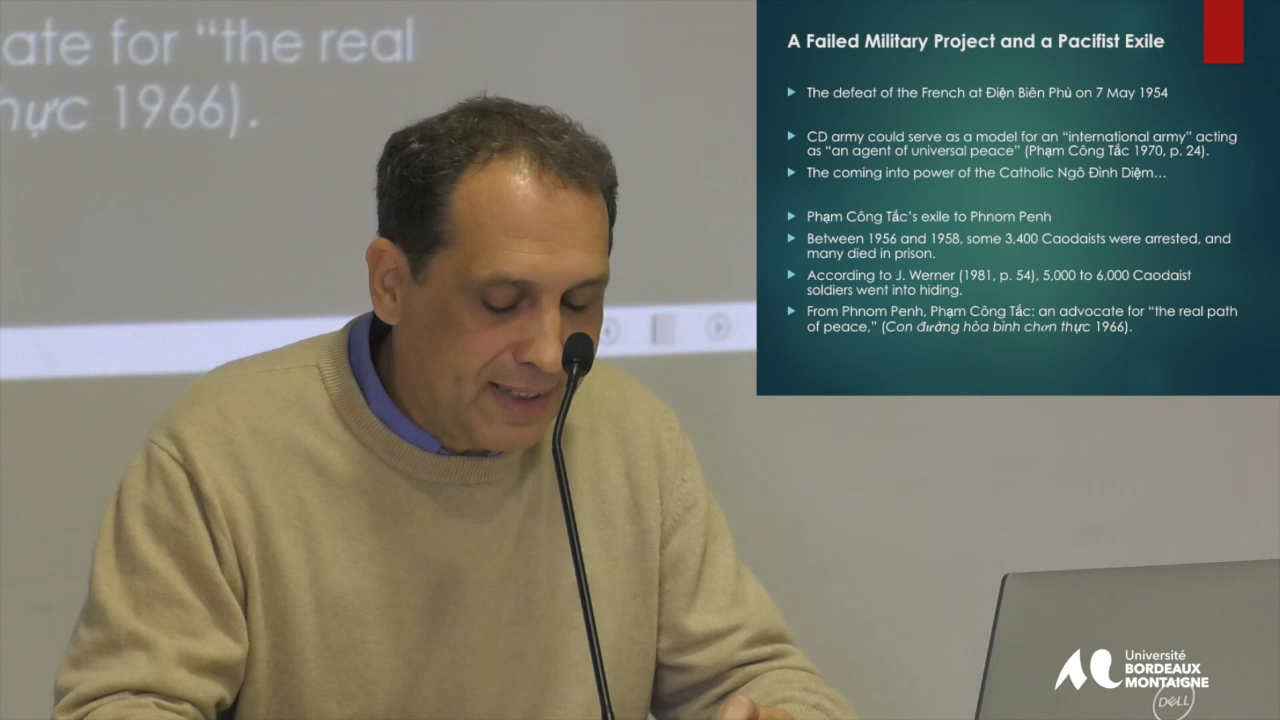 ate for “the real
hực 1966).
A Failed Military Project and a Pacifist Exile
The defeat of the French at Điện Biên Phủ on 7 May 1954
CD army could serve as a model for an “international army” acting
as “an agent of universal peace” (Phạm Công Tắc 1970, p. 24).
The coming into power of the Catholic Ngô Đình Diệm…
Phạm Công Tắc’s exile to Phnom Penh
Between 1956 and 1958, some 3,400 Caodaists were arrested, and
many died in prison.
According to J. Werner (1981, p. 54), 5,000 to 6,000 Caodaist
soldiers went into hiding.
From Phnom Penh, Phạm Công Tắc: an advocate for “the real path
of peace,” (Con đường hòa bình chơn thực 1966).
Université
BORDEAUX
MONTAIGNE
DELL